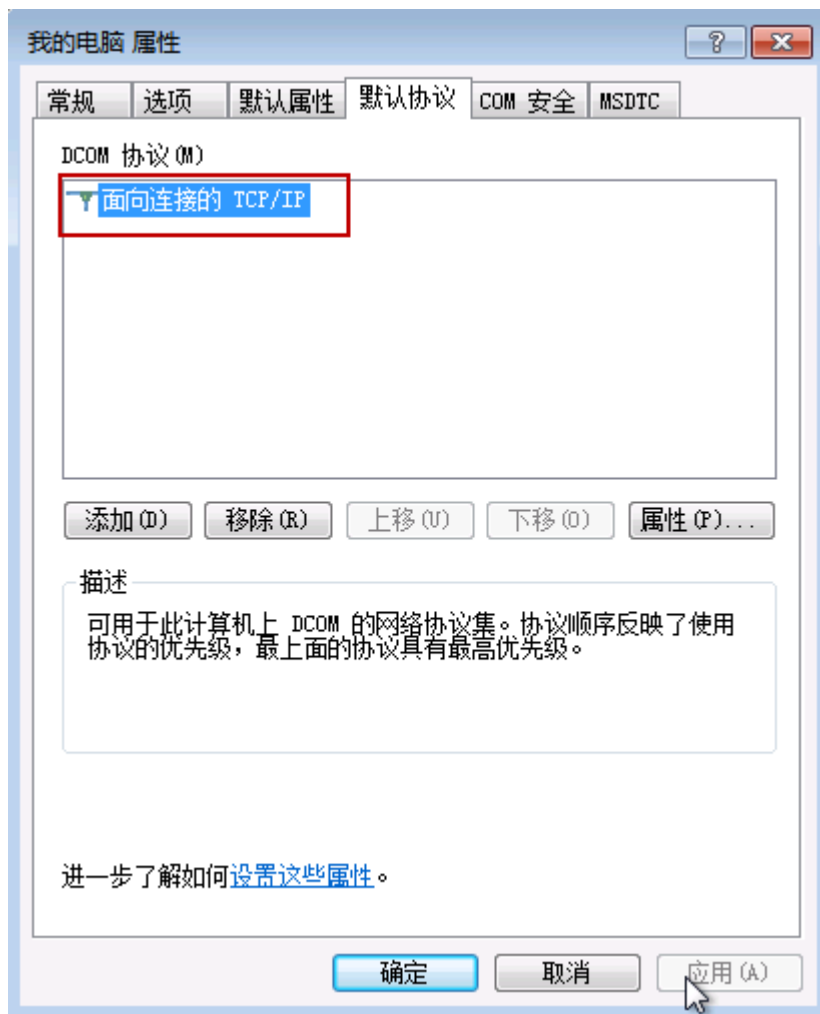 我的电脑 属性
常规 选项 默认属性 默认协议 COM 安全 MSDTC
DCOM 协议(M)
面向连接的 TCP/IP
添加(D) 移除(R) 上移(U) 下移(O) 属性(P)...
描述
可用于此计算机上 DCOM 的网络协议集。协议顺序反映了使用
协议的优先级，最上面的协议具有最高优先级。
进一步了解如何设置这些属性。
确定 取消 应用(A)